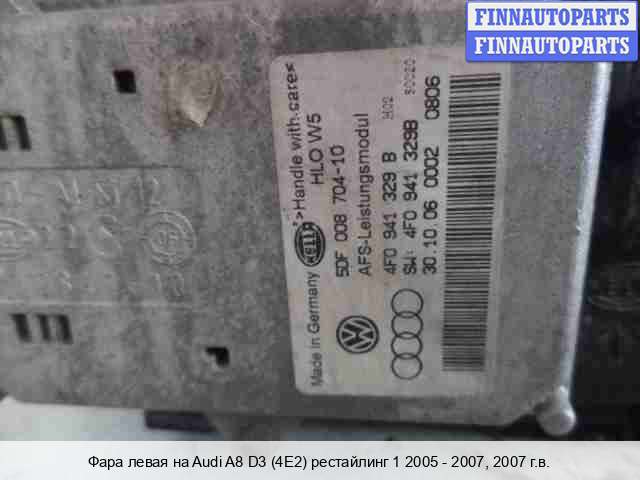 FINNAUTOPARTS
FINNAUTOPARTS
*>Handle with care<
HLO W5
Made in Germany HELLA
5DF 008 704-10
AFS-Leistungsmodul
4F0 941 329 B H02
SW: 4F0 941 329B
30.10.06 0002 0806
Фара левая на Audi A8 D3 (4E2) рестайлинг 1 2005 - 2007, 2007 г.в.